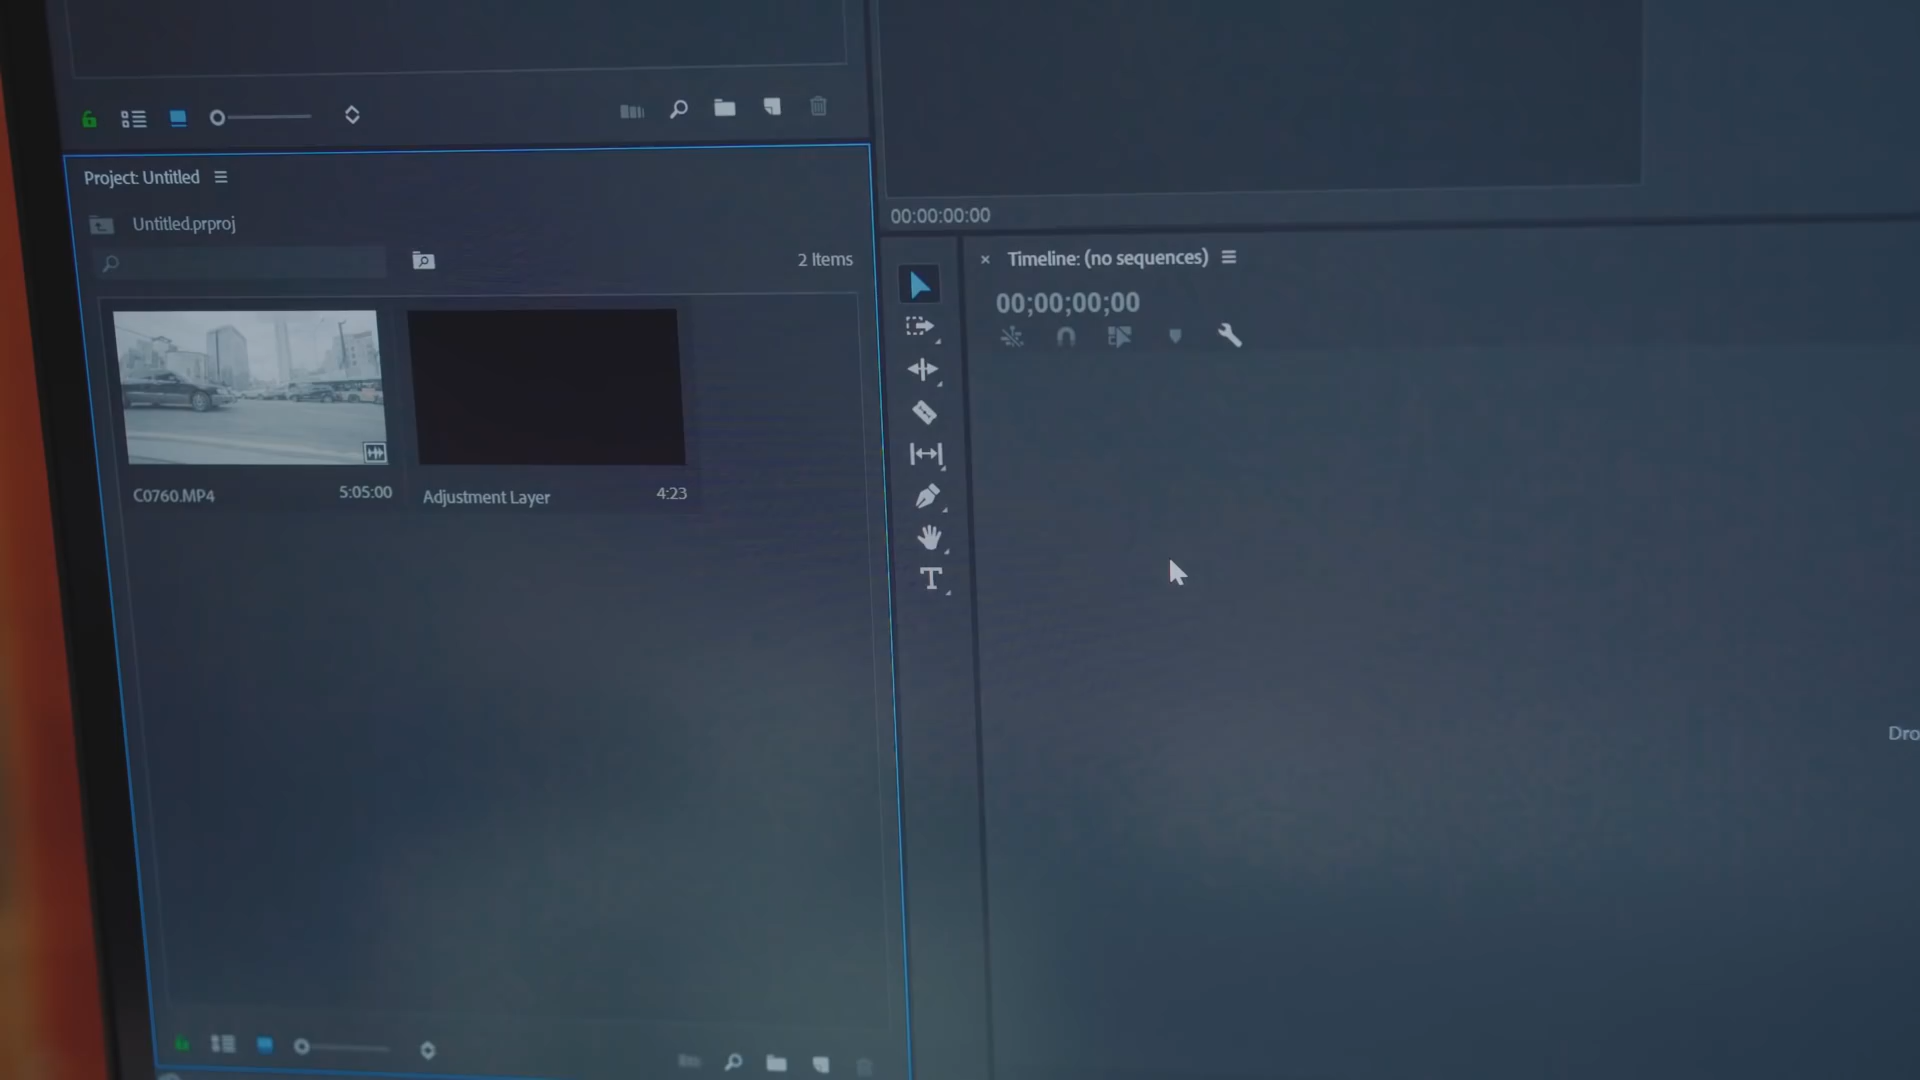 Project: Untitled
Untitled.prproj
2 Items
C0760.MP4 5:05:00
Adjustment Layer 4:23
00:00:00:00
Timeline: (no sequences)
00;00;00;00
T
Dro